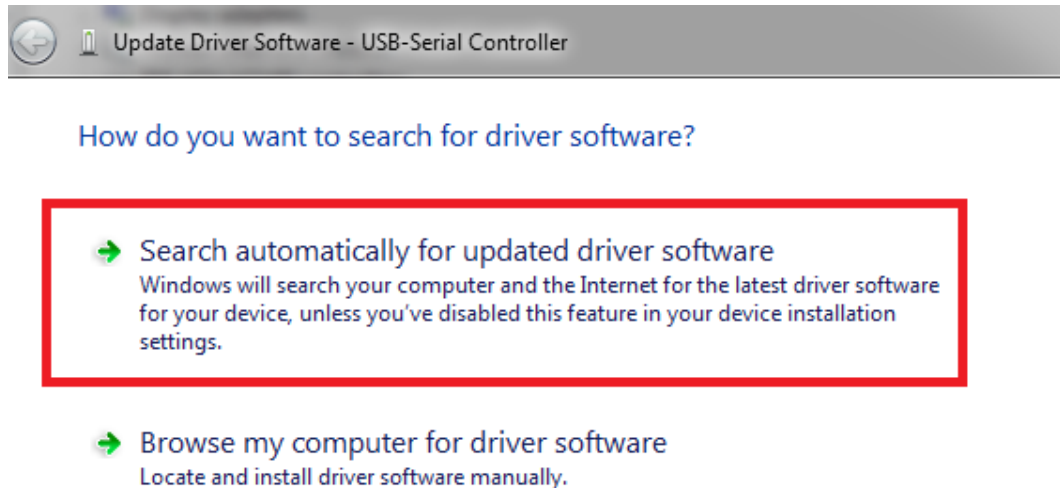 Update Driver Software - USB-Serial Controller
How do you want to search for driver software?
Search automatically for updated driver software
Windows will search your computer and the Internet for the latest driver software
for your device, unless you've disabled this feature in your device installation
settings.
Browse my computer for driver software
Locate and install driver software manually.